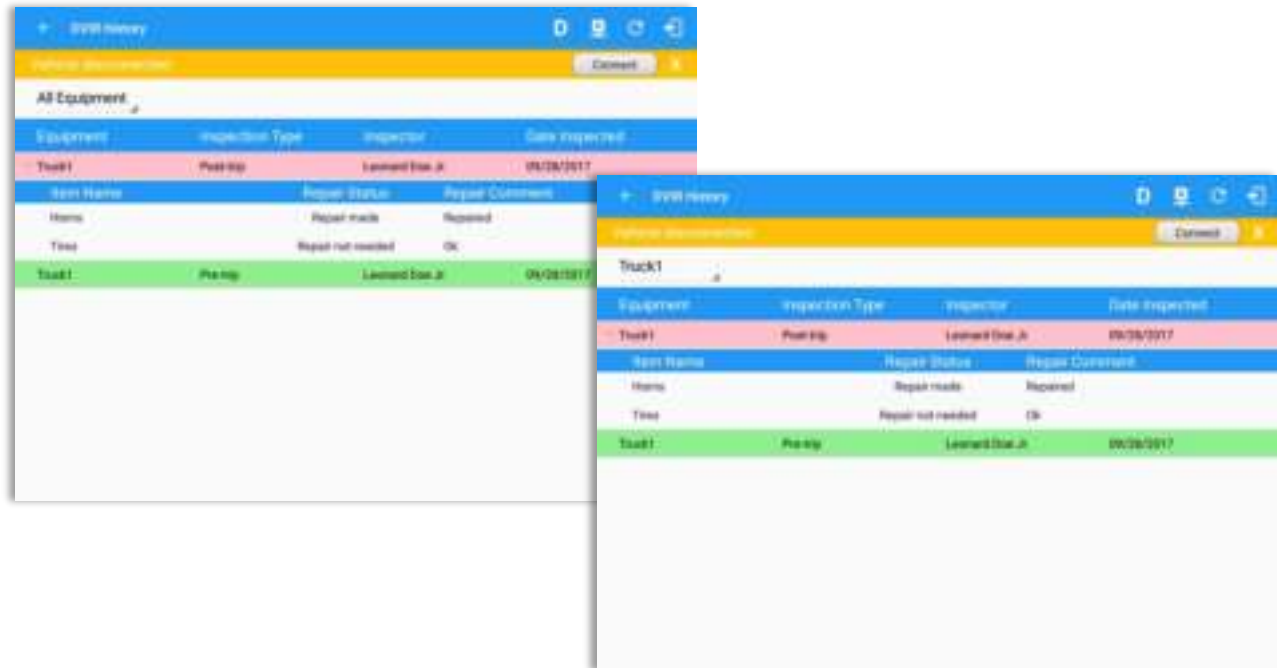 DVIR history D
Vehicle disconnected Connect X
All Equipment
Equipment Inspection Type Inspector Date Inspected
Truck1 Post-trip Leonard Doe Jr 09/28/2017
Item Name Repair Status Repair Comment
Horns Repair made Repaired
Tires Repair not needed Ok
Truck1 Pre-trip Leonard Doe Jr 09/28/2017
DVIR history D
Vehicle disconnected Connect X
Truck1
Equipment Inspection Type Inspector Date Inspected
Truck1 Post-trip Leonard Doe Jr 09/28/2017
Item Name Repair Status Repair Comment
Horns Repair made Repaired
Tires Repair not needed Ok
Truck1 Pre-trip Leonard Doe Jr 09/28/2017